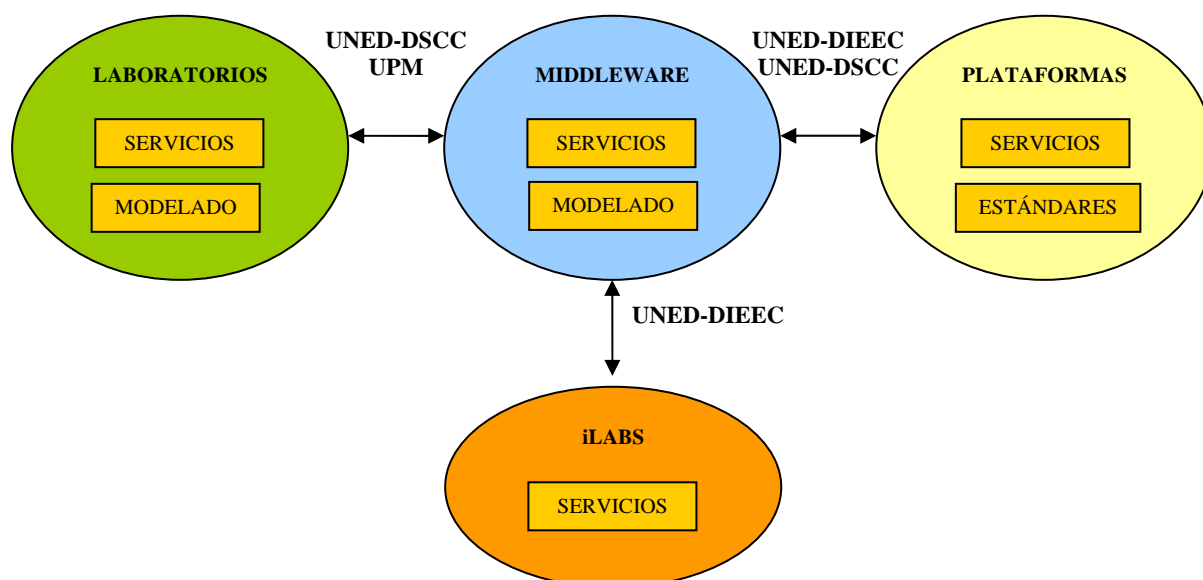 UNED-DSCC
UPM
UNED-DIEEC
UNED-DSCC
LABORATORIOS
MIDDLEWARE
PLATAFORMAS
SERVICIOS
SERVICIOS
SERVICIOS
MODELADO
MODELADO
ESTÁNDARES
UNED-DIEEC
iLABS
SERVICIOS